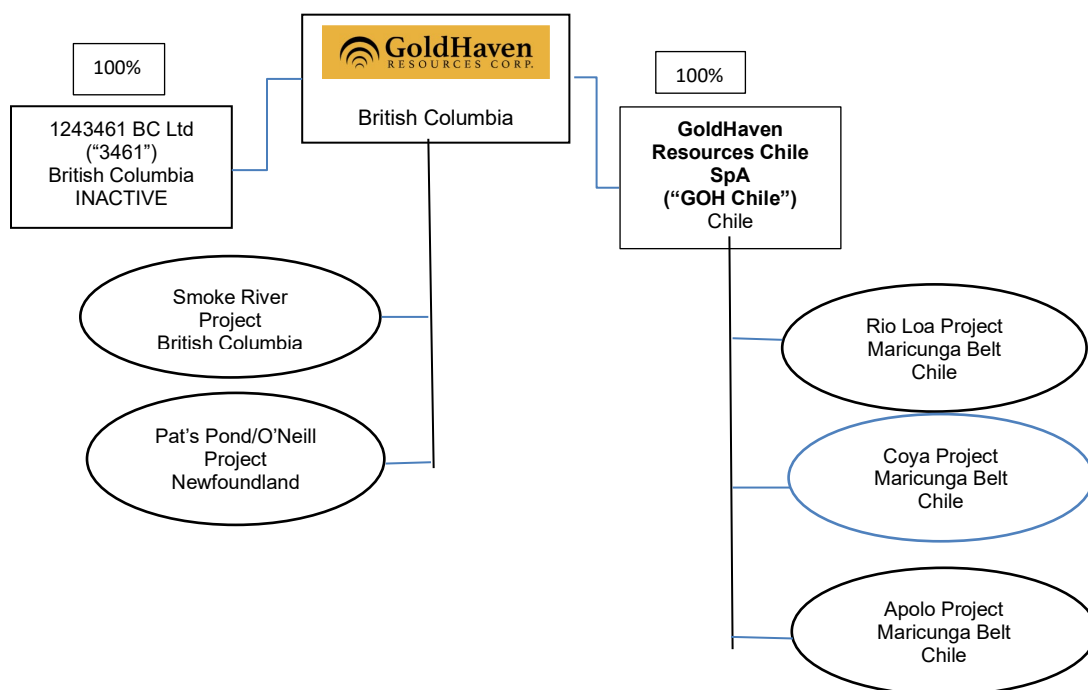 GoldHaven
RESOURCES CORP.
British Columbia
100%
1243461 BC Ltd
(“3461”)
British Columbia
INACTIVE
100%
GoldHaven
Resources Chile
SpA
(“GOH Chile”)
Chile
Smoke River
Project
British Columbia
Pat’s Pond/O’Neill
Project
Newfoundland
Rio Loa Project
Maricunga Belt
Chile
Coya Project
Maricunga Belt
Chile
Apolo Project
Maricunga Belt
Chile